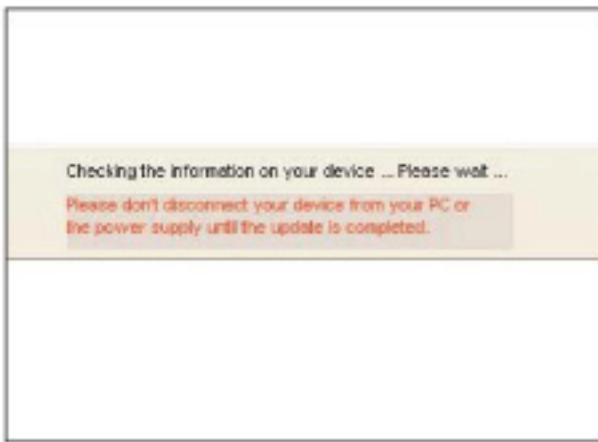 Checking the information on your device ... Please wait ...
Please don't disconnect your device from your PC or
the power supply until the update is completed.